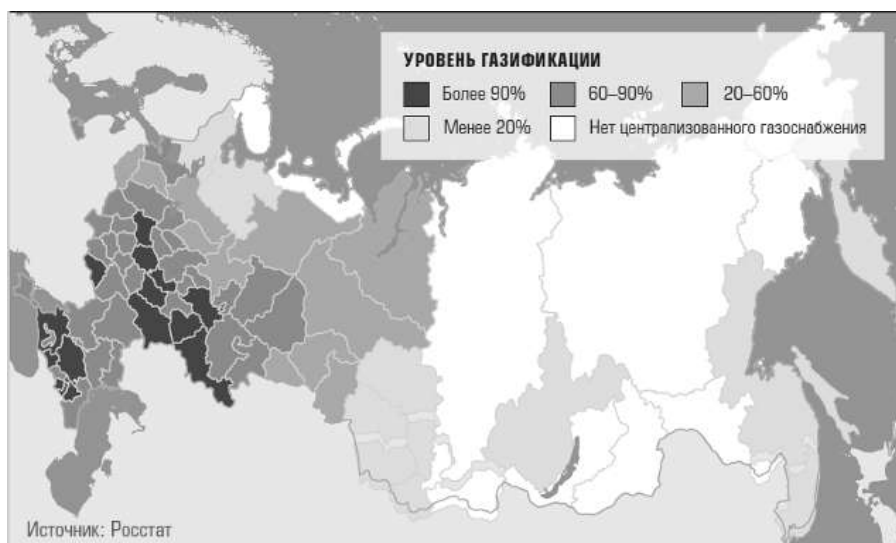 УРОВЕНЬ ГАЗИФИКАЦИИ
Более 90%
60–90%
20–60%
Менее 20%
Нет централизованного газоснабжения
Источник: Росстат